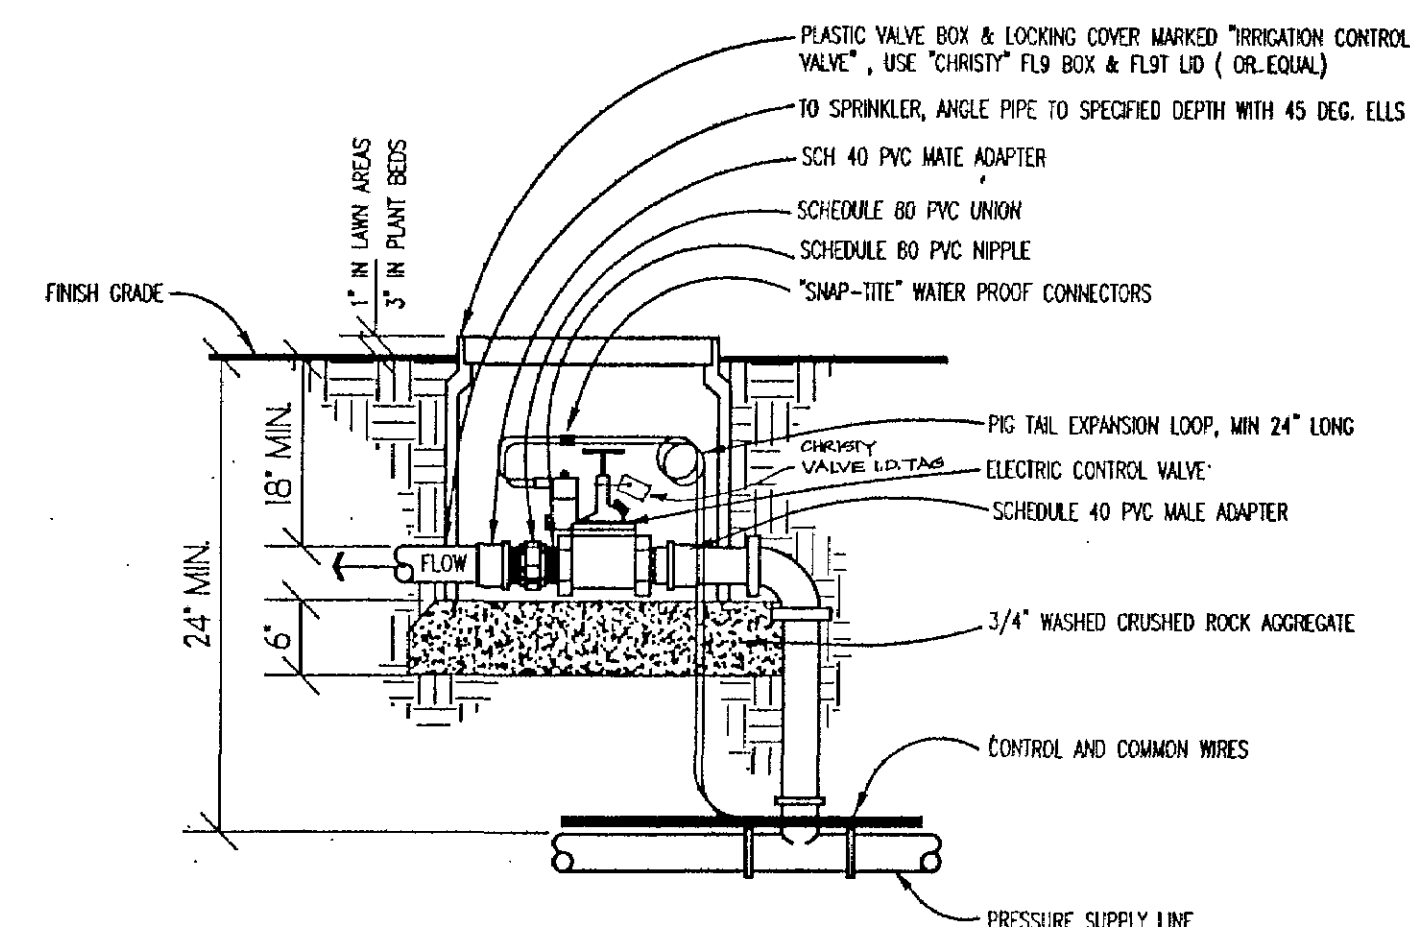 PLASTIC VALVE BOX & LOCKING COVER MARKED "IRRIGATION CONTROL
VALVE" , USE "CHRISTY" FL9 BOX & FL9T LID ( OR EQUAL)
TO SPRINKLER, ANGLE PIPE TO SPECIFIED DEPTH WITH 45 DEG. ELLS
SCH 40 PVC MATE ADAPTER
SCHEDULE 80 PVC UNION
SCHEDULE 80 PVC NIPPLE
"SNAP-TITE" WATER PROOF CONNECTORS
1" IN LAWN AREAS
3" IN PLANT BEDS
FINISH GRADE
PIG TAIL EXPANSION LOOP, MIN 24" LONG
CHRISTY
VALVE I.D. TAG
ELECTRIC CONTROL VALVE
SCHEDULE 40 PVC MALE ADAPTER
18" MIN.
FLOW
24" MIN.
6"
3/4" WASHED CRUSHED ROCK AGGREGATE
CONTROL AND COMMON WIRES
PRESSURE SUPPLY LINE